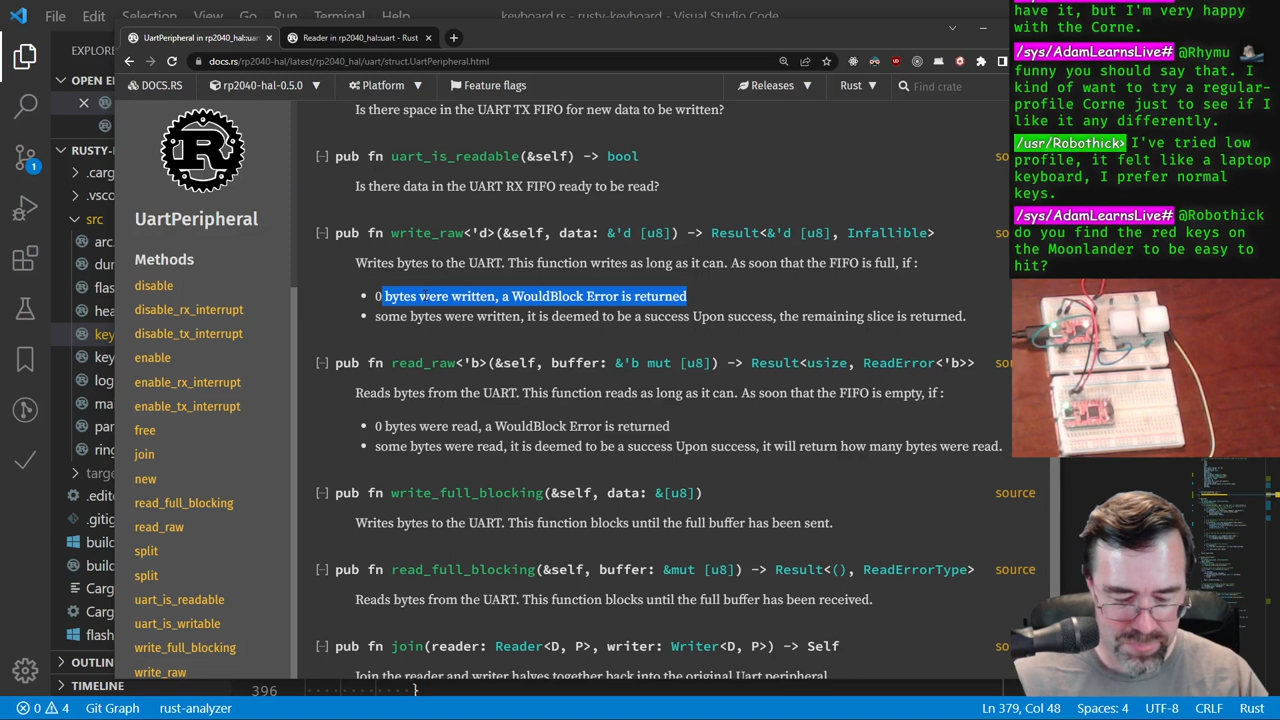 File Edit Selection View Go Run Terminal Help keyboard.rs - rusty-keyboard - Visual Studio Code
UartPeripheral in rp2040_hal::uar
Reader in rp2040_hal::uart - Rust
docs.rs/rp2040-hal/latest/rp2040_hal/uart/struct.UartPeripheral.html
DOCS.RS
rp2040-hal-0.5.0
Platform
Feature flags
Releases
Rust
Find crate
EXPLOR
OPEN E
RUST-
.carg
.vsco
src
arc
dur
hea
key
key
log
ma
par
ring
targe
.edito
.gitig
build
build
Carg
Cargo
flash
OUTLINE
TIMELINE
UartPeripheral
Methods
disable
disable_rx_interrupt
disable_tx_interrupt
enable
enable_rx_interrupt
enable_tx_interrupt
free
join
new
read_full_blocking
read_raw
split
split
uart_is_readable
uart_is_writable
write_full_blocking
write_raw
Is there space in the UART TX FIFO for new data to be written?
[-] pub fn uart_is_readable(&self) -> bool
so
Is there data in the UART RX FIFO ready to be read?
[-] pub fn write_raw<'d>(&self, data: &'d [u8]) -> Result<&'d [u8], Infallible>
so
Writes bytes to the UART. This function writes as long as it can. As soon that the FIFO is full, if :
• 0 bytes were written, a WouldBlock Error is returned
• some bytes were written, it is deemed to be a success Upon success, the remaining slice is returned.
[-] pub fn read_raw<'b>(&self, buffer: &'b mut [u8]) -> Result<usize, ReadError<'b>>
so
Reads bytes from the UART. This function reads as long as it can. As soon that the FIFO is empty, if :
• 0 bytes were read, a WouldBlock Error is returned
• some bytes were read, it is deemed to be a success Upon success, it will return how many bytes were read.
[-] pub fn write_full_blocking(&self, data: &[u8])
source
Writes bytes to the UART. This function blocks until the full buffer has been sent.
[-] pub fn read_full_blocking(&self, buffer: &mut [u8]) -> Result<(), ReadErrorType>
source
Reads bytes from the UART. This function blocks until the full buffer has been received.
[-] pub fn join(reader: Reader<D, P>, writer: Writer<D, P>) -> Self
so
Join the reader and writer halves together back into the original Uart peripheral.
396
}
have it, but I'm very happy
with the Corne.
/sys/AdamLearnsLive# @Rhymu
funny you should say that. I
kind of want to try a regular-
profile Corne just to see if I
like it any differently.
/usr/Robothick> I've tried low
profile, it felt like a laptop
keyboard, I prefer normal
keys.
/sys/AdamLearnsLive# @Robothick
do you find the red keys on
the Moonlander to be easy to
hit?
1
0
4
Git Graph
rust-analyzer
Ln 379, Col 48
Spaces: 4
UTF-8
CRLF
Rust